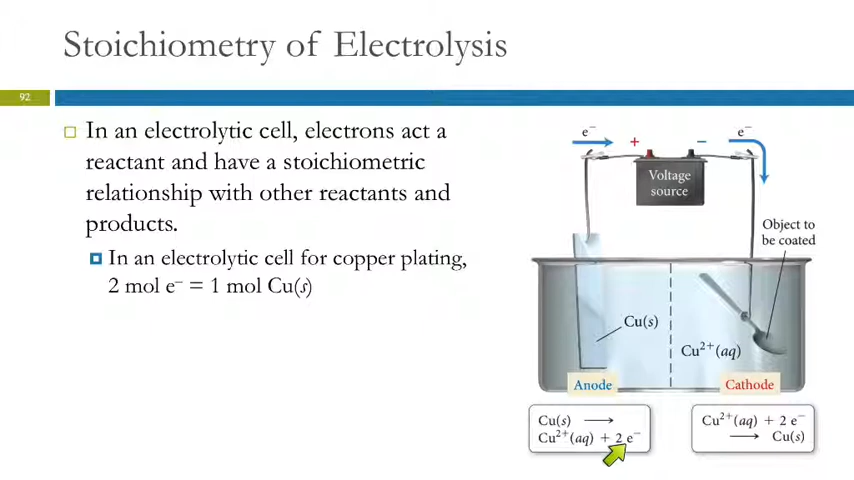 Stoichiometry of Electrolysis
92
In an electrolytic cell, electrons act a
reactant and have a stoichiometric
relationship with other reactants and
products.
In an electrolytic cell for copper plating,
2 mol e⁻ = 1 mol Cu(s)
e⁻
+
−
e⁻
Voltage
source
Object to
be coated
Cu(s)
Cu²⁺(aq)
Anode
Cathode
Cu(s) ⟶
Cu²⁺(aq) + 2 e⁻
Cu²⁺(aq) + 2 e⁻
⟶ Cu(s)